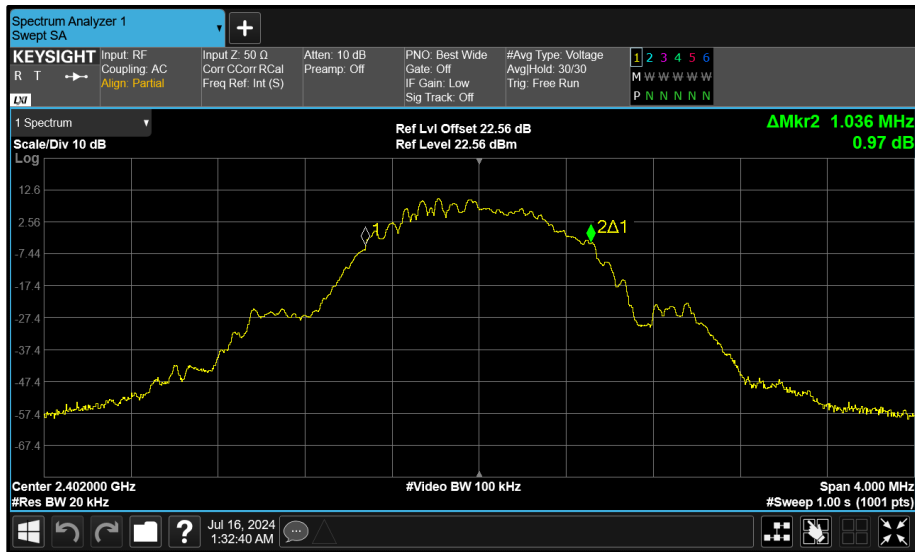 Spectrum Analyzer 1
Swept SA
+
KEYSIGHT
R T
LXI
Input: RF
Coupling: AC
Align: Partial
Input Z: 50 Ω
Corr CCorr RCal
Freq Ref: Int (S)
Atten: 10 dB
Preamp: Off
PNO: Best Wide
Gate: Off
IF Gain: Low
Sig Track: Off
#Avg Type: Voltage
Avg|Hold: 30/30
Trig: Free Run
1 2 3 4 5 6
M W W W W W
P N N N N N
1 Spectrum
Scale/Div 10 dB
Ref Lvl Offset 22.56 dB
Ref Level 22.56 dBm
ΔMkr2 1.036 MHz
0.97 dB
Log
12.6
2.56
-7.44
-17.4
-27.4
-37.4
-47.4
-57.4
-67.4
1
2Δ1
Center 2.402000 GHz
#Video BW 100 kHz
Span 4.000 MHz
#Res BW 20 kHz
#Sweep 1.00 s (1001 pts)
?
Jul 16, 2024
1:32:40 AM